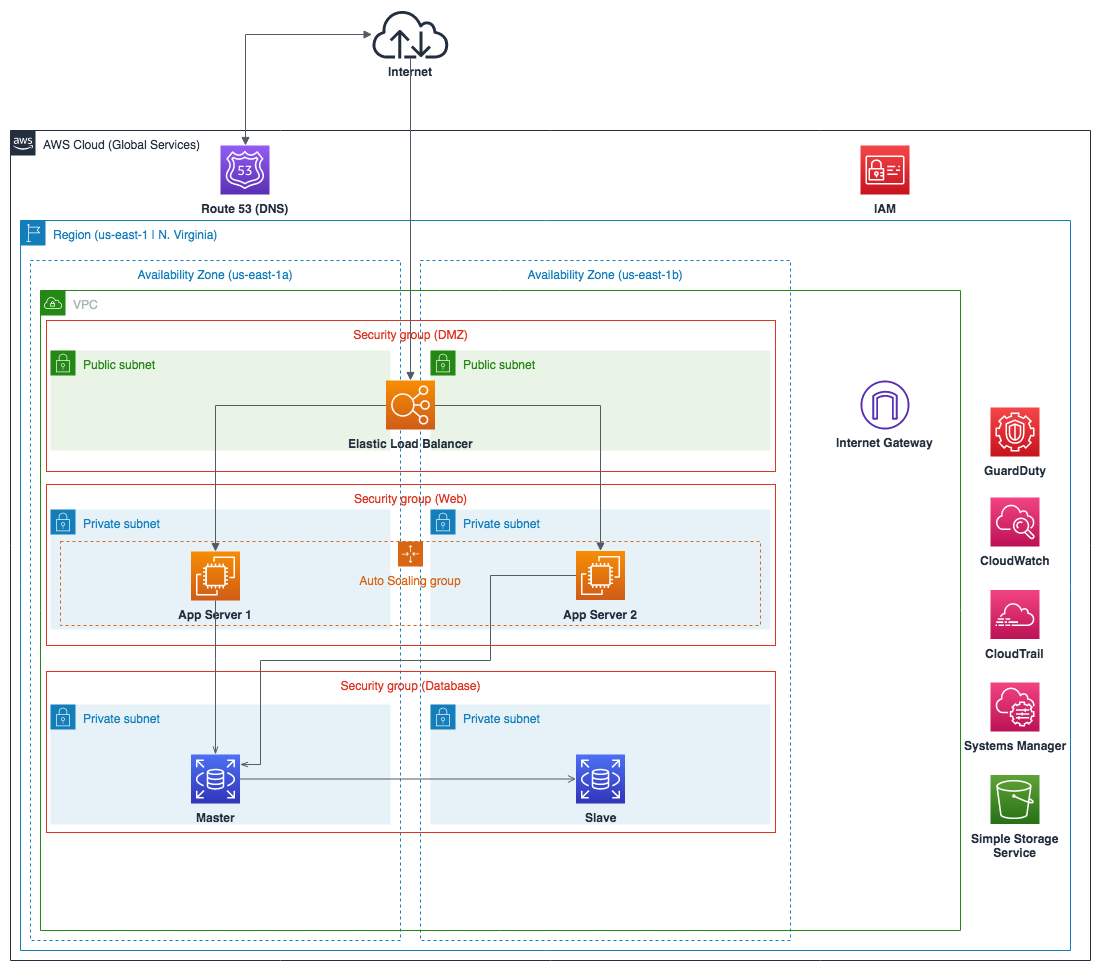 Internet
aws
AWS Cloud (Global Services)
53
Route 53 (DNS)
IAM
Region (us-east-1 | N. Virginia)
Availability Zone (us-east-1a)
Availability Zone (us-east-1b)
VPC
Security group (DMZ)
Public subnet
Public subnet
Elastic Load Balancer
Internet Gateway
GuardDuty
Security group (Web)
Private subnet
Private subnet
CloudWatch
Auto Scaling group
App Server 1
App Server 2
CloudTrail
Security group (Database)
Private subnet
Private subnet
Systems Manager
Master
Slave
Simple Storage
Service